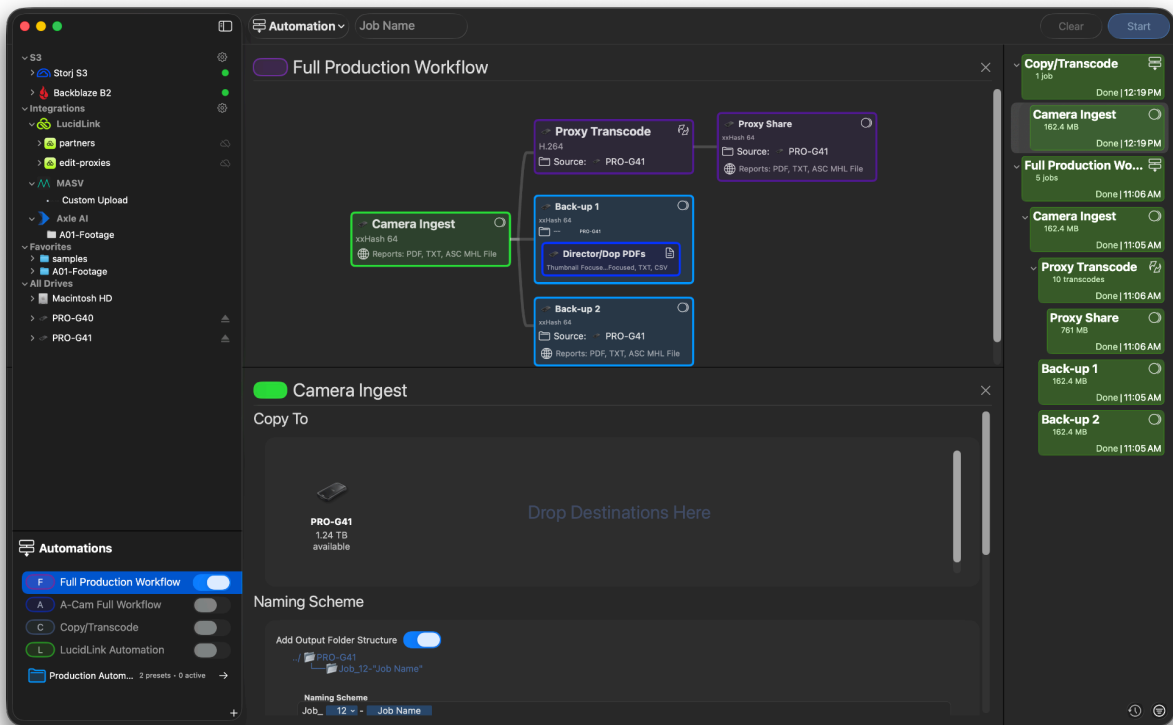 Automation
Job Name
Clear
Start
S3
Storj S3
Backblaze B2
Integrations
LucidLink
partners
edit-proxies
MASV
Custom Upload
Axle AI
A01-Footage
Favorites
samples
A01-Footage
All Drives
Macintosh HD
PRO-G40
PRO-G41
Automations
F Full Production Workflow
A A-Cam Full Workflow
C Copy/Transcode
L LucidLink Automation
Production Autom... 2 presets - 0 active →
+
Full Production Workflow
Camera Ingest
xxHash 64
Reports: PDF, TXT, ASC MHL File
Proxy Transcode
H.264
Source: PRO-G41
Proxy Share
xxHash 64
Source: PRO-G41
Reports: PDF, TXT, ASC MHL File
Back-up 1
xxHash 64
— PRO-G41
Director/Dop PDFs
Thumbnail Focuse...Focused, TXT, CSV
Back-up 2
xxHash 64
Source: PRO-G41
Reports: PDF, TXT, ASC MHL File
Camera Ingest
Copy To
PRO-G41
1.24 TB
available
Drop Destinations Here
Naming Scheme
Add Output Folder Structure
../ PRO-G41
Job_12-"Job Name"
Naming Scheme
Job_ 12 - Job Name
Copy/Transcode
1 job
Done | 12:19 PM
Camera Ingest
162.4 MB
Done | 12:19 PM
Full Production Wo...
5 jobs
Done | 11:06 AM
Camera Ingest
162.4 MB
Done | 11:05 AM
Proxy Transcode
10 transcodes
Done | 11:06 AM
Proxy Share
761 MB
Done | 11:06 AM
Back-up 1
162.4 MB
Done | 11:05 AM
Back-up 2
162.4 MB
Done | 11:05 AM